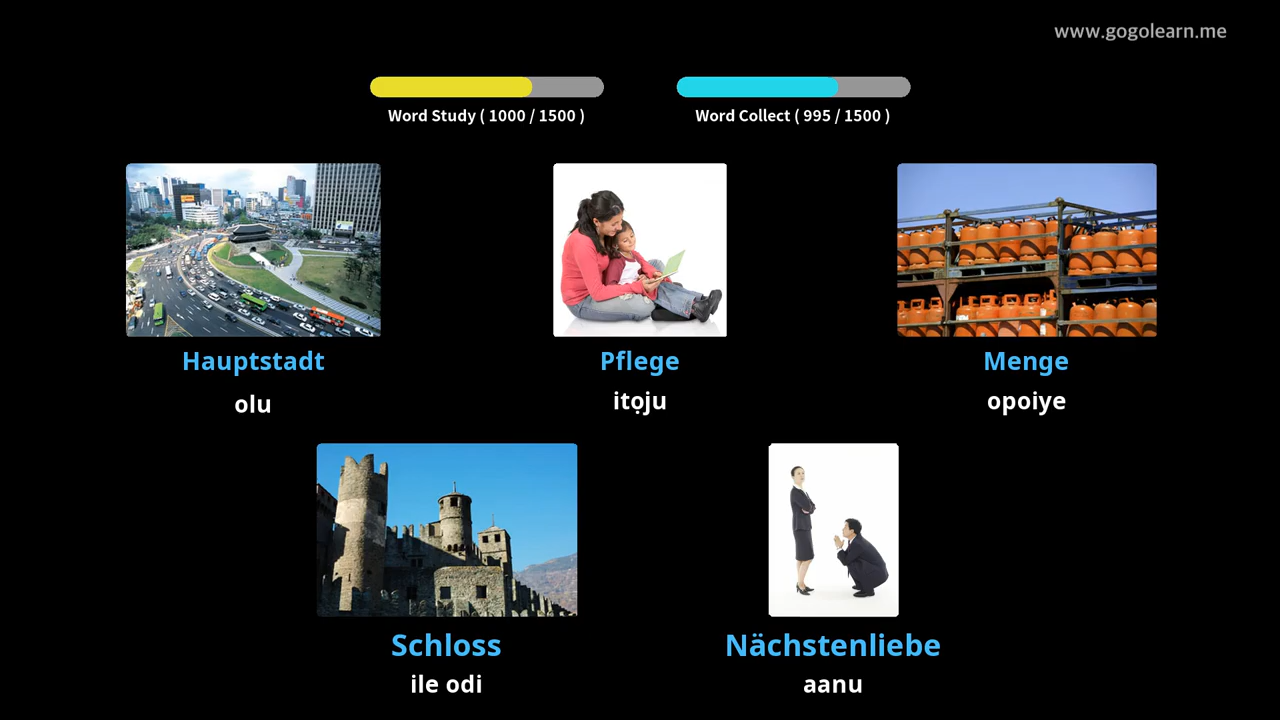 www.gogolearn.me
Word Study ( 1000 / 1500 )
Word Collect ( 995 / 1500 )
Hauptstadt
Pflege
Menge
olu
itọju
opoiye
Schloss
Nächstenliebe
ile odi
aanu